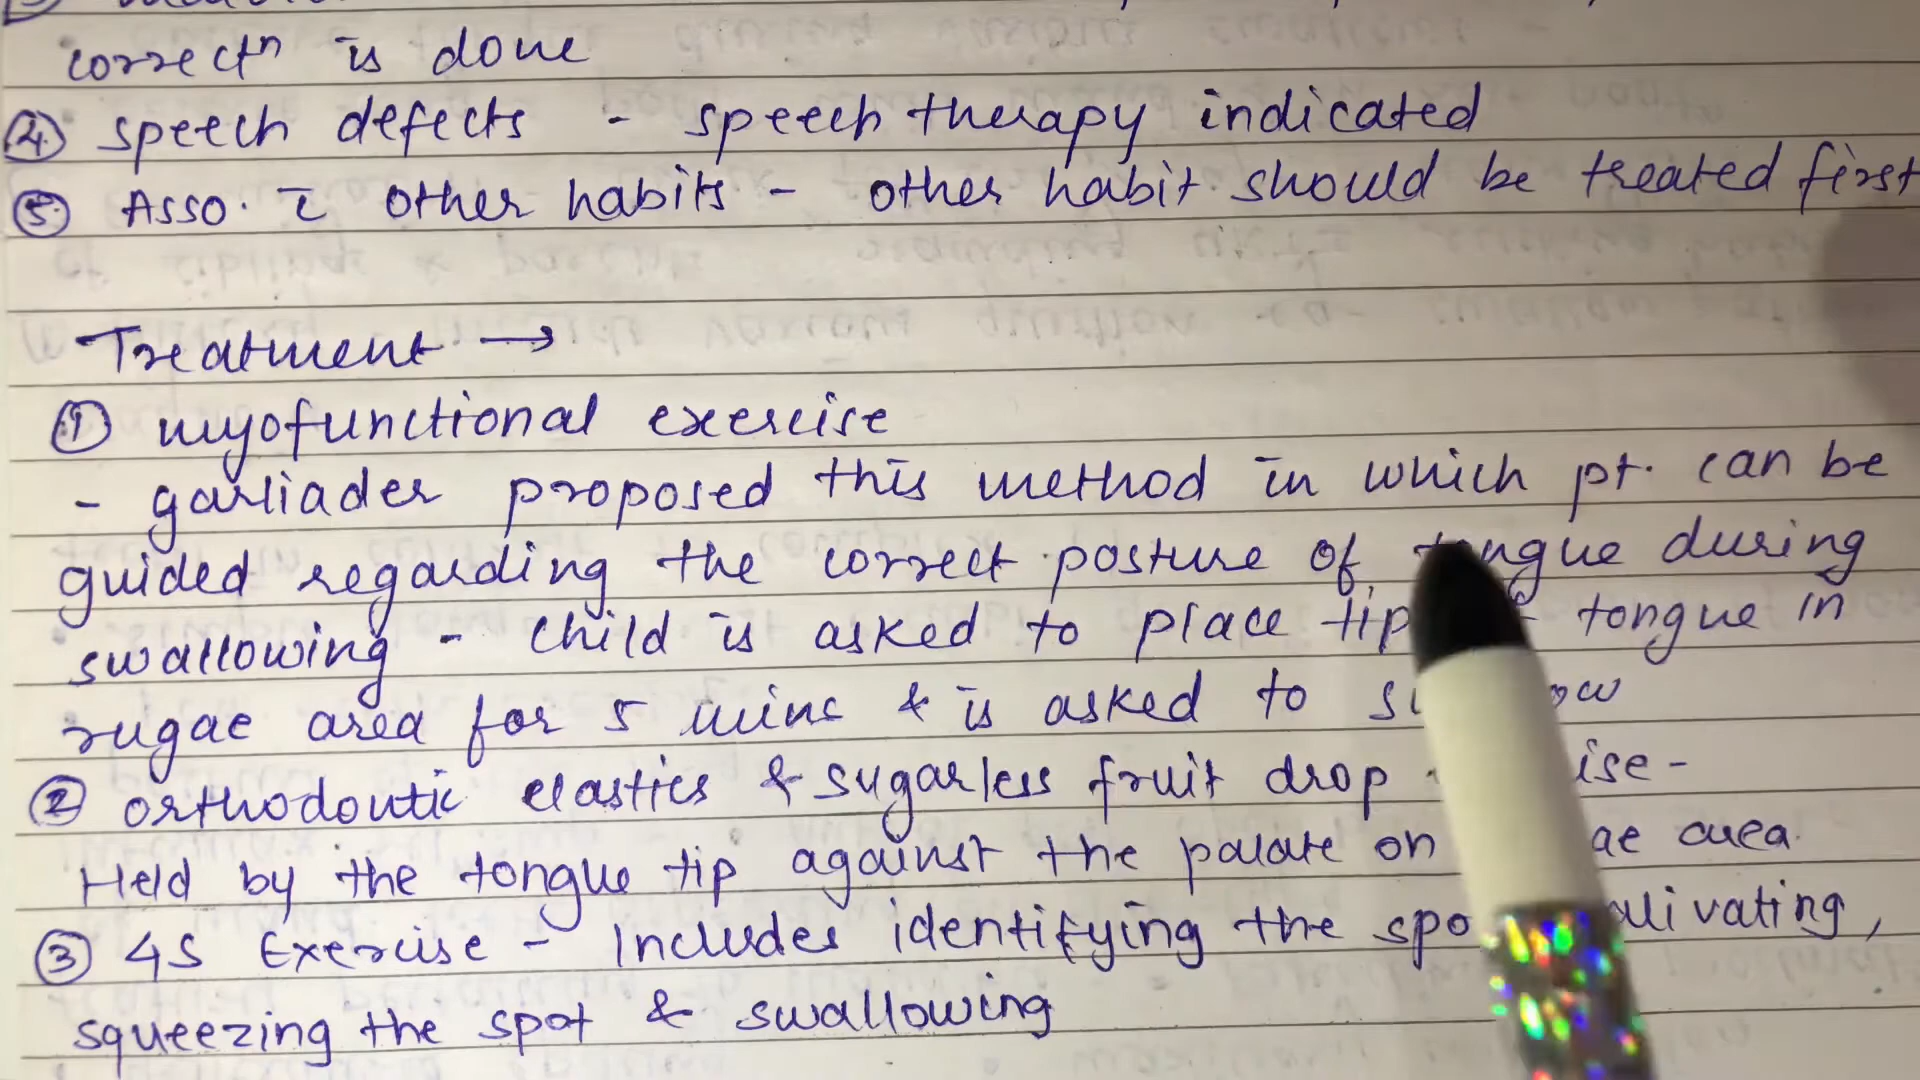 correctⁿ is done
④ speech defects - speech therapy indicated
⑤ Asso. c̄ other habits - other habit should be treated first
Treatment →
① myofunctional exercise
- garliader proposed this method in which pt. can be
guided regarding the correct posture of tongue during
swallowing - child is asked to place tip tongue in
rugae area for 5 mins & is asked to
② orthodontic elastics & sugarless fruit drop
Held by the tongue tip against the palate on area.
③ 4S Exercise - Includes identifying the
squeezing the spot & swallowing